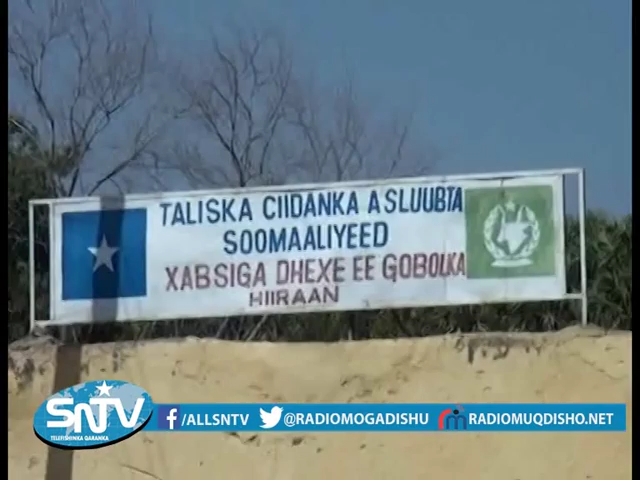 TALISKA CIIDANKA ASLUUBTA
SOOMAALIYEED
XABSIGA DHEXE EE GOBOLKA
HIIRAAN
SNTV
TELEFISHINKA QARANKA
/ALLSNTV
@RADIOMOGADISHU
RADIOMUQDISHO.NET